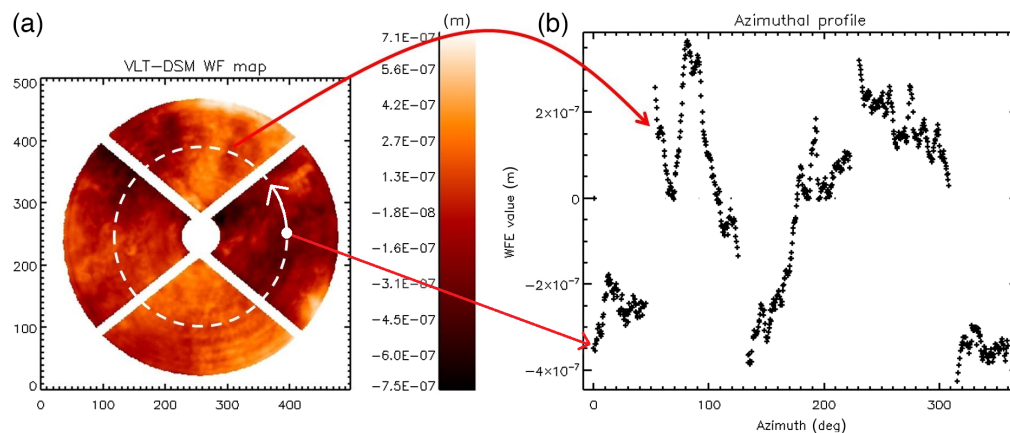 (a)
(m)
VLT-DSM WF map
500
400
300
200
100
0
0 100 200 300 400
7.1E-07
5.6E-07
4.2E-07
2.7E-07
1.3E-07
-1.8E-08
-1.6E-07
-3.1E-07
-4.5E-07
-6.0E-07
-7.5E-07
(b)
Azimuthal profile
WFE value (m)
2×10⁻⁷
0
-2×10⁻⁷
-4×10⁻⁷
0 100 200 300
Azimuth (deg)